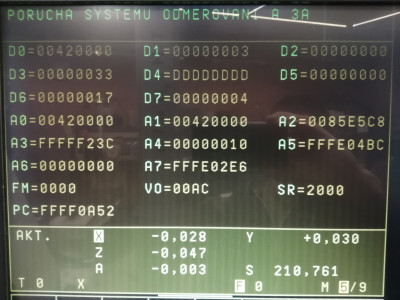 PORUCHA SYSTEMU ODMEROVANI A 3A
D0=00420000 D1=00000003 D2=00000000
D3=00000033 D4=DDDDDDDD D5=00000000
D6=00000017 D7=00000004
A0=00420000 A1=00420000 A2=0085E5C8
A3=FFFFF23C A4=00000010 A5=FFFE04BC
A6=00000000 A7=FFFE02E6
FM=0000 VO=00AC SR=2000
PC=FFFF0A52
AKT. X -0,028 Y +0,030
Z -0,047
A -0,003 S 210,761
T 0 X F 0 M 5/9